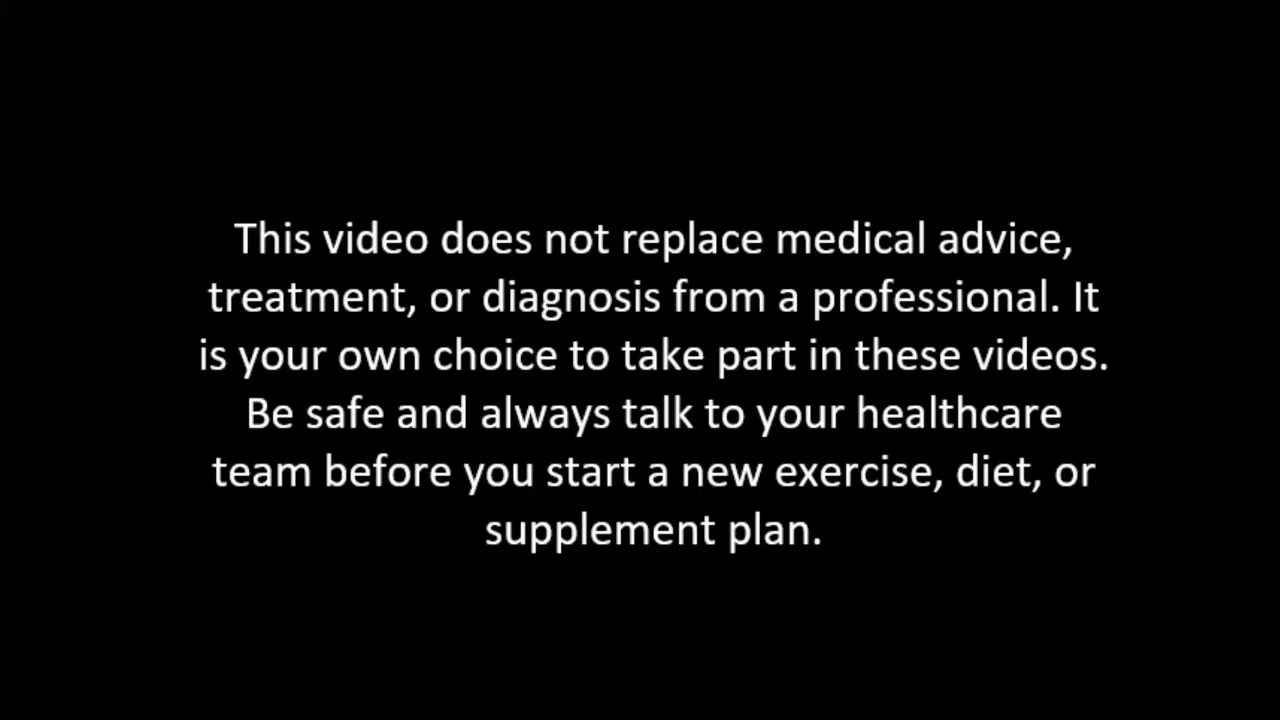 This video does not replace medical advice,
treatment, or diagnosis from a professional. It
is your own choice to take part in these videos.
Be safe and always talk to your healthcare
team before you start a new exercise, diet, or
supplement plan.